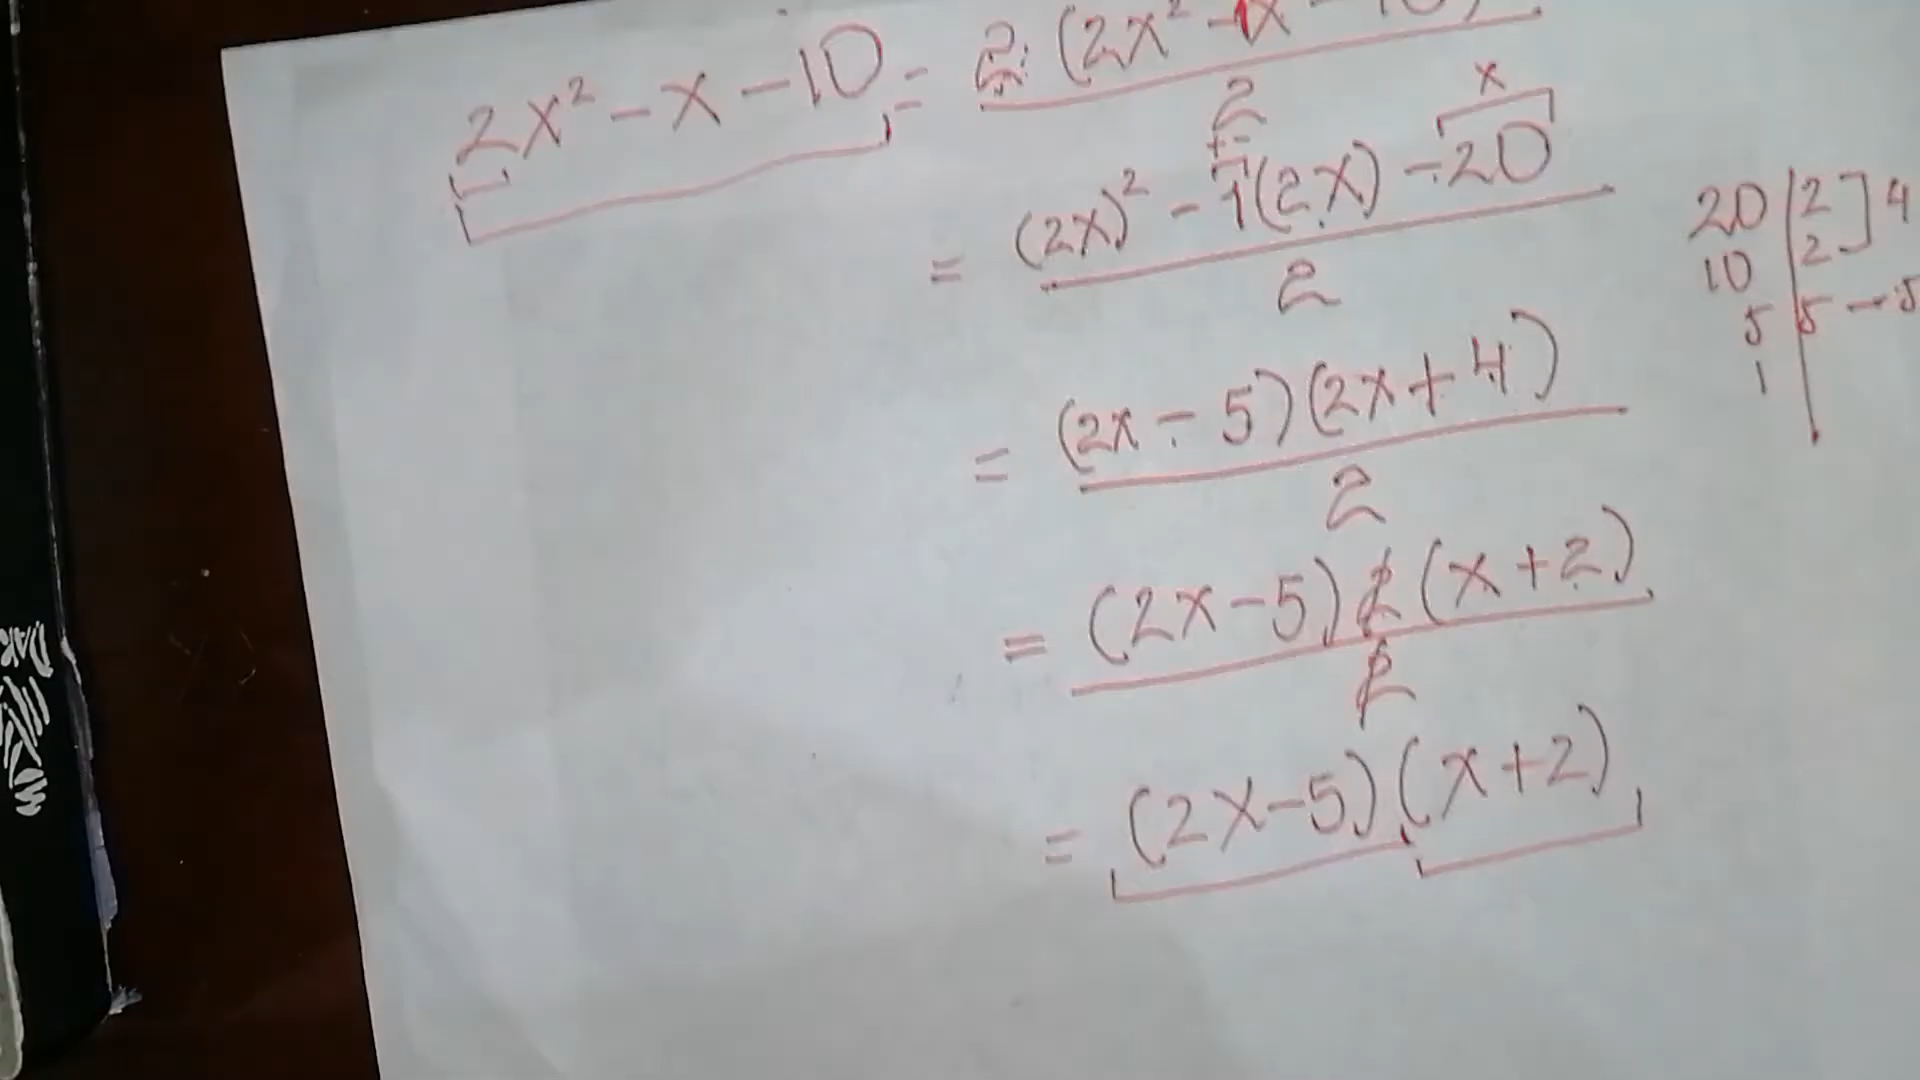 2x² - x - 10 = 2·(2x² - 1x - 10)
2
x
+ -
= (2x)² - 1(2x) - 20
2
= (2x - 5)(2x + 4)
2
= (2x - 5) 2 (x + 2)
2
= (2x - 5)(x + 2)
20 | 2 ] 4
10 | 2
5 | 5 - 5
1